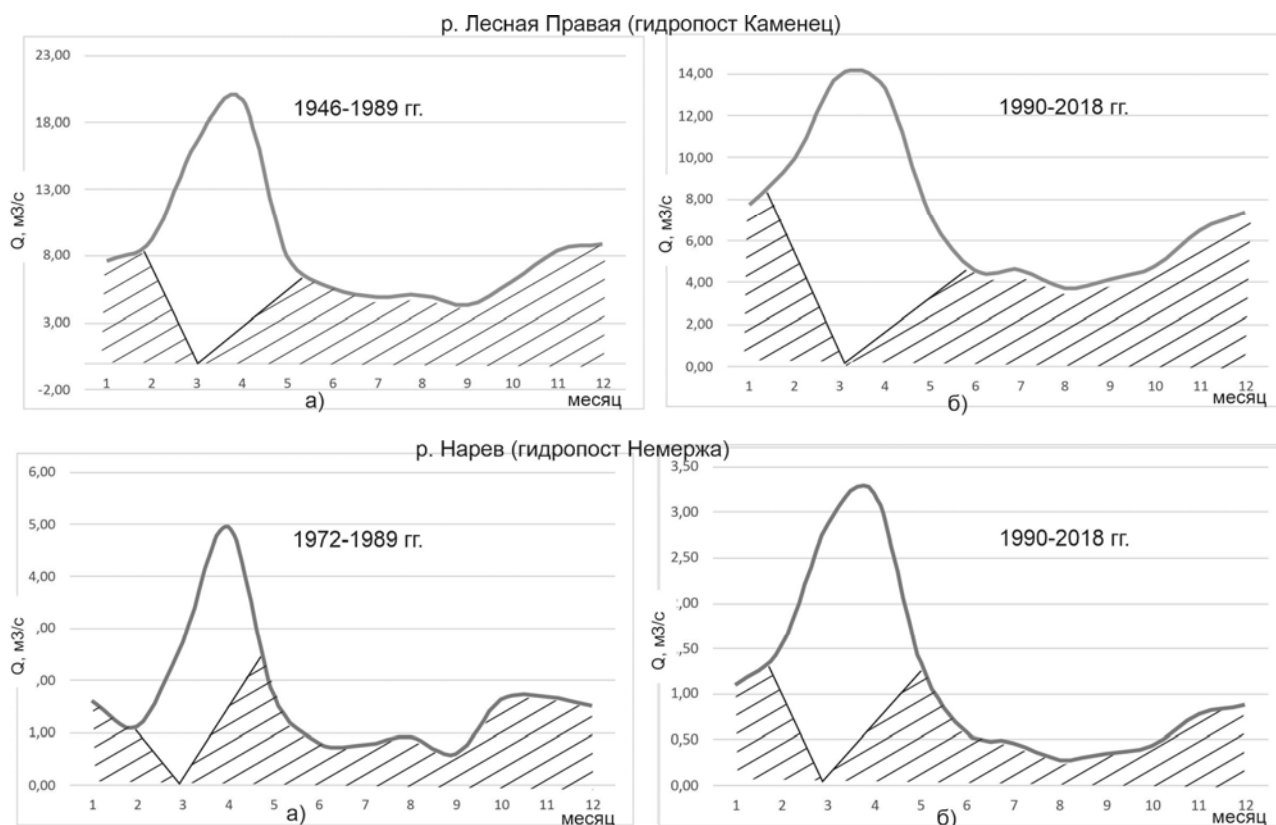 р. Лесная Правая (гидропост Каменец)
23,00
18,00
13,00
8,00
3,00
-2,00
Q, м3/с
1946-1989 гг.
1 2 3 4 5 6 7 8 9 10 11 12
месяц
а)
14,00
12,00
10,00
8,00
6,00
4,00
2,00
0,00
Q, м3/с
1990-2018 гг.
1 2 3 4 5 6 7 8 9 10 11 12
месяц
б)
р. Нарев (гидропост Немержа)
6,00
5,00
4,00
,00
,00
1,00
0,00
Q, м3/с
1972-1989 гг.
1 2 3 4 5 6 7 8 9 10 11 12
месяц
а)
3,50
3,00
2,50
,00
,50
1,00
0,50
0,00
Q, м3/с
1990-2018 гг.
1 2 3 4 5 6 7 8 9 10 11 12
месяц
б)